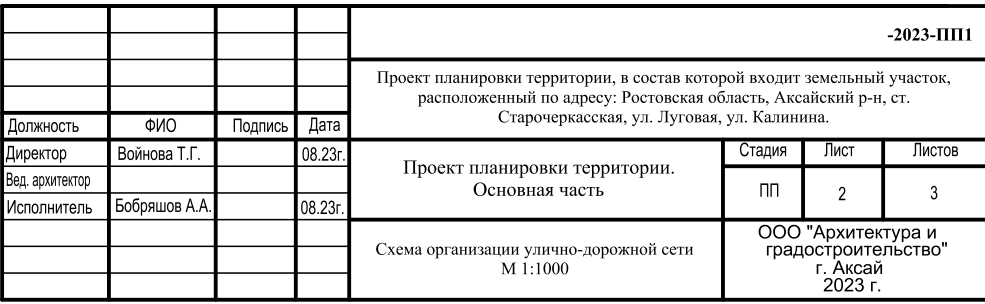 -2023-ПП1
Проект планировки территории, в состав которой входит земельный участок,
расположенный по адресу: Ростовская область, Аксайский р-н, ст.
Старочеркасская, ул. Луговая, ул. Калинина.
Должность ФИО Подпись Дата
Директор Войнова Т.Г. 08.23г.
Вед. архитектор
Исполнитель Бобряшов А.А. 08.23г.
Проект планировки территории.
Основная часть
Стадия Лист Листов
ПП 2 3
Схема организации улично-дорожной сети
М 1:1000
ООО "Архитектура и
градостроительство"
г. Аксай
2023 г.